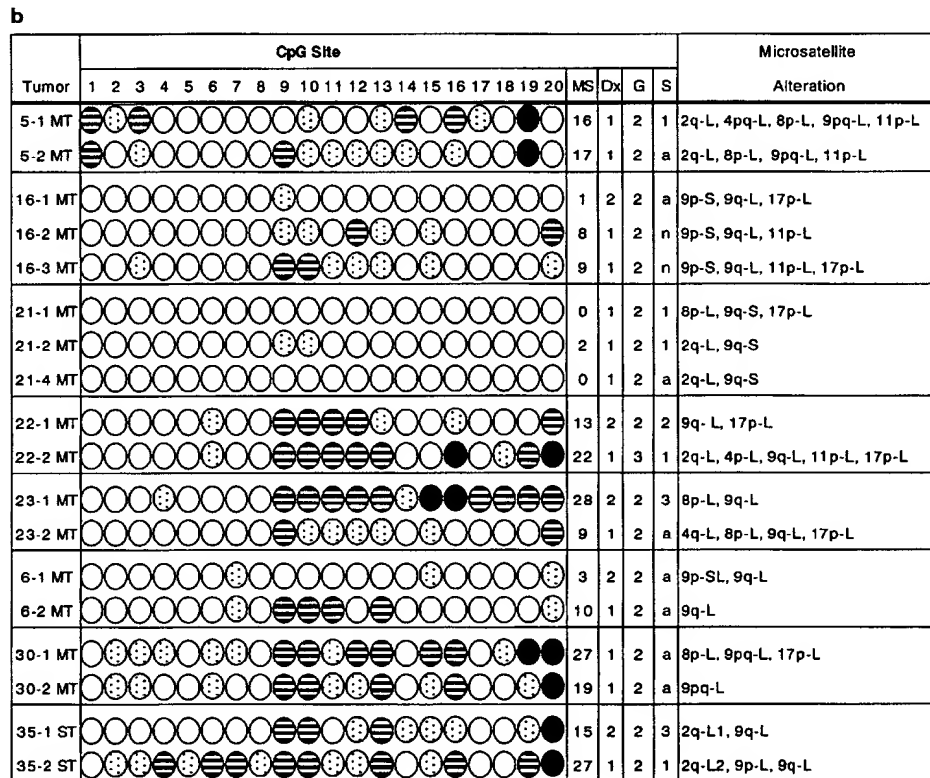 b
CpG Site Microsatellite
Tumor 1 2 3 4 5 6 7 8 9 10 11 12 13 14 15 16 17 18 19 20 MS Dx G S Alteration
5-1 MT 16 1 2 1 2q-L, 4pq-L, 8p-L, 9pq-L, 11p-L
5-2 MT 17 1 2 a 2q-L, 8p-L, 9pq-L, 11p-L
16-1 MT 1 2 2 a 9p-S, 9q-L, 17p-L
16-2 MT 8 1 2 n 9p-S, 9q-L, 11p-L
16-3 MT 9 1 2 n 9p-S, 9q-L, 11p-L, 17p-L
21-1 MT 0 1 2 1 8p-L, 9q-S, 17p-L
21-2 MT 2 1 2 1 2q-L, 9q-S
21-4 MT 0 1 2 a 2q-L, 9q-S
22-1 MT 13 2 2 2 9q- L, 17p-L
22-2 MT 22 1 3 1 2q-L, 4p-L, 9q-L, 11p-L, 17p-L
23-1 MT 28 2 2 3 8p-L, 9q-L
23-2 MT 9 1 2 a 4q-L, 8p-L, 9q-L, 17p-L
6-1 MT 3 2 2 a 9p-SL, 9q-L
6-2 MT 10 1 2 a 9q-L
30-1 MT 27 1 2 a 8p-L, 9pq-L, 17p-L
30-2 MT 19 1 2 a 9pq-L
35-1 ST 15 2 2 3 2q-L1, 9q-L
35-2 ST 27 1 2 1 2q-L2, 9p-L, 9q-L